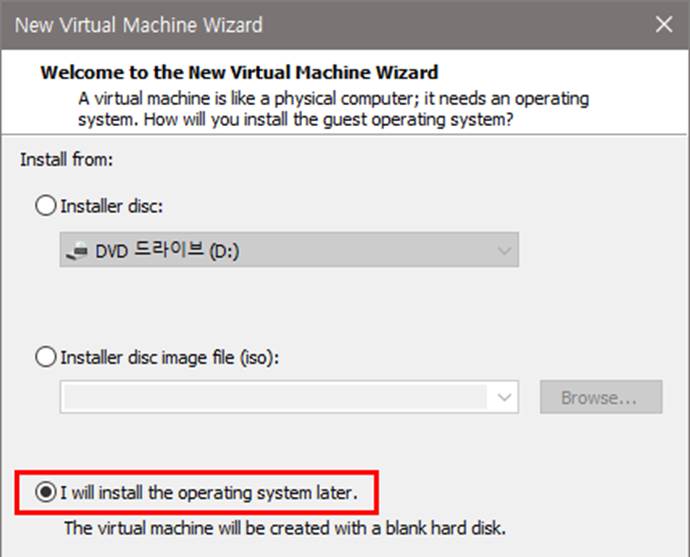 New Virtual Machine Wizard
Welcome to the New Virtual Machine Wizard
A virtual machine is like a physical computer; it needs an operating
system. How will you install the guest operating system?
Install from:
Installer disc:
DVD 드라이브 (D:)
Installer disc image file (iso):
Browse...
I will install the operating system later.
The virtual machine will be created with a blank hard disk.